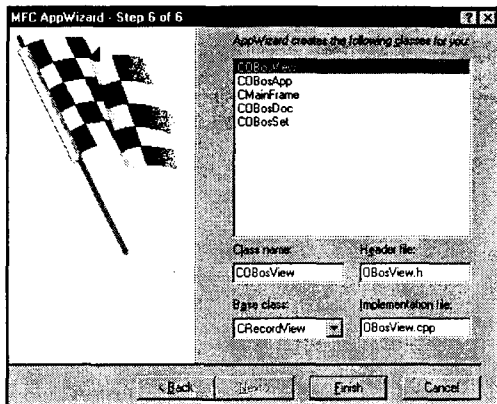 MFC AppWizard - Step 6 of 6
AppWizard creates the following classes for you:
COBosView
COBosApp
CMainFrame
COBosDoc
COBosSet
Class name:
Header file:
COBosView
OBosView.h
Base class:
Implementation file:
CRecordView
OBosView.cpp
< Back
Next >
Finish
Cancel